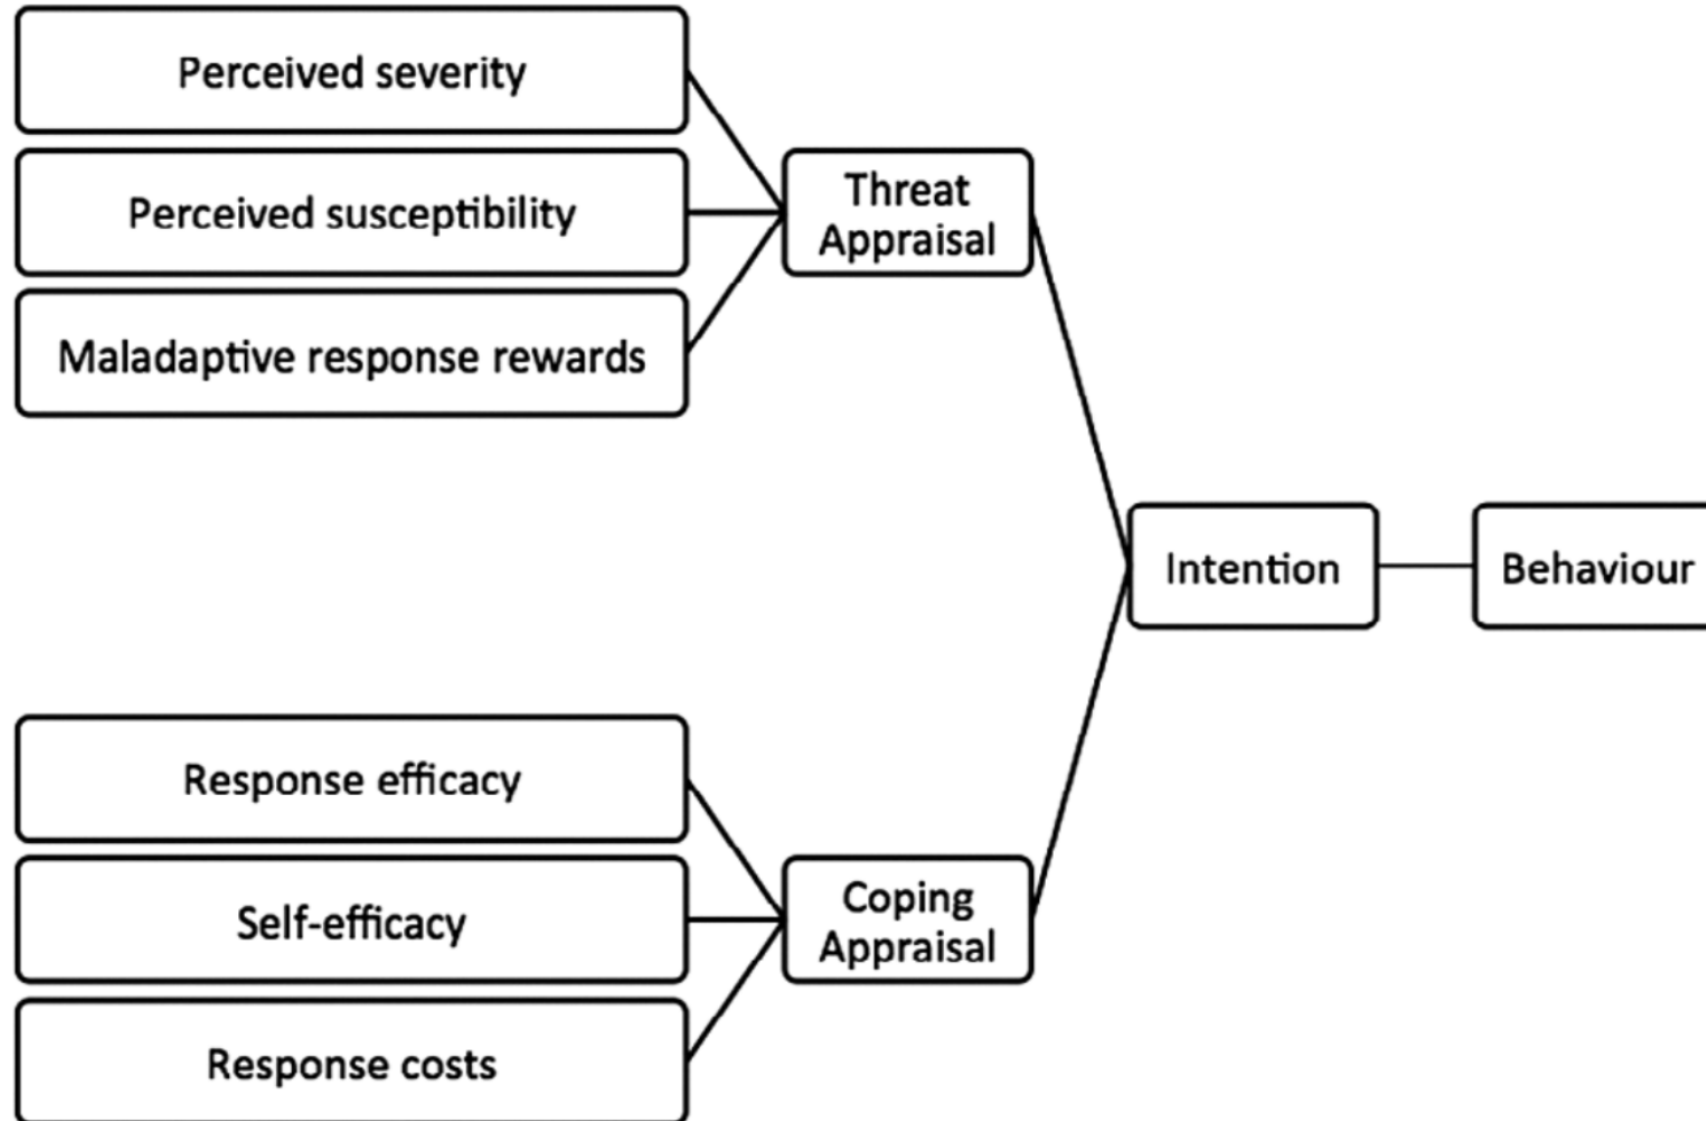 Perceived severity
Perceived susceptibility
Maladaptive response rewards
Threat
Appraisal
Intention
Behaviour
Response efficacy
Self-efficacy
Response costs
Coping
Appraisal